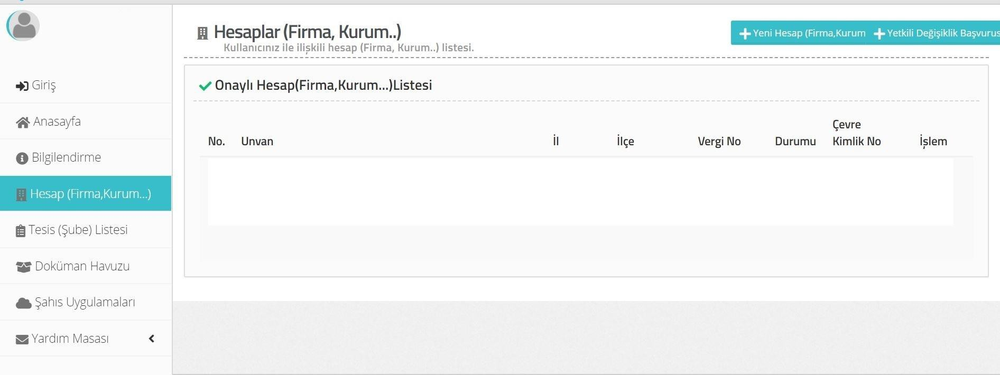 Hesaplar (Firma, Kurum..)
Kullanıcınız ile ilişkili hesap (Firma, Kurum..) listesi.
Yeni Hesap (Firma,Kurum
Yetkili Değişiklik Başvurus
Giriş
Anasayfa
Bilgilendirme
Hesap (Firma,Kurum...)
Tesis (Şube) Listesi
Doküman Havuzu
Şahıs Uygulamaları
Yardım Masası
Onaylı Hesap(Firma,Kurum...)Listesi
No. Unvan İl İlçe Vergi No Durumu Çevre Kimlik No İşlem